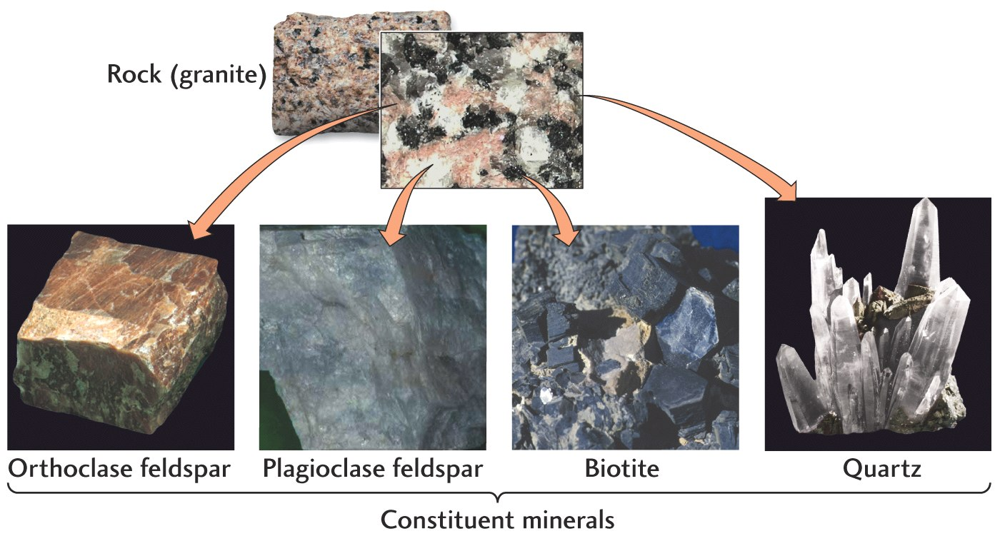 Rock (granite)
Orthoclase feldspar
Plagioclase feldspar
Biotite
Quartz
Constituent minerals